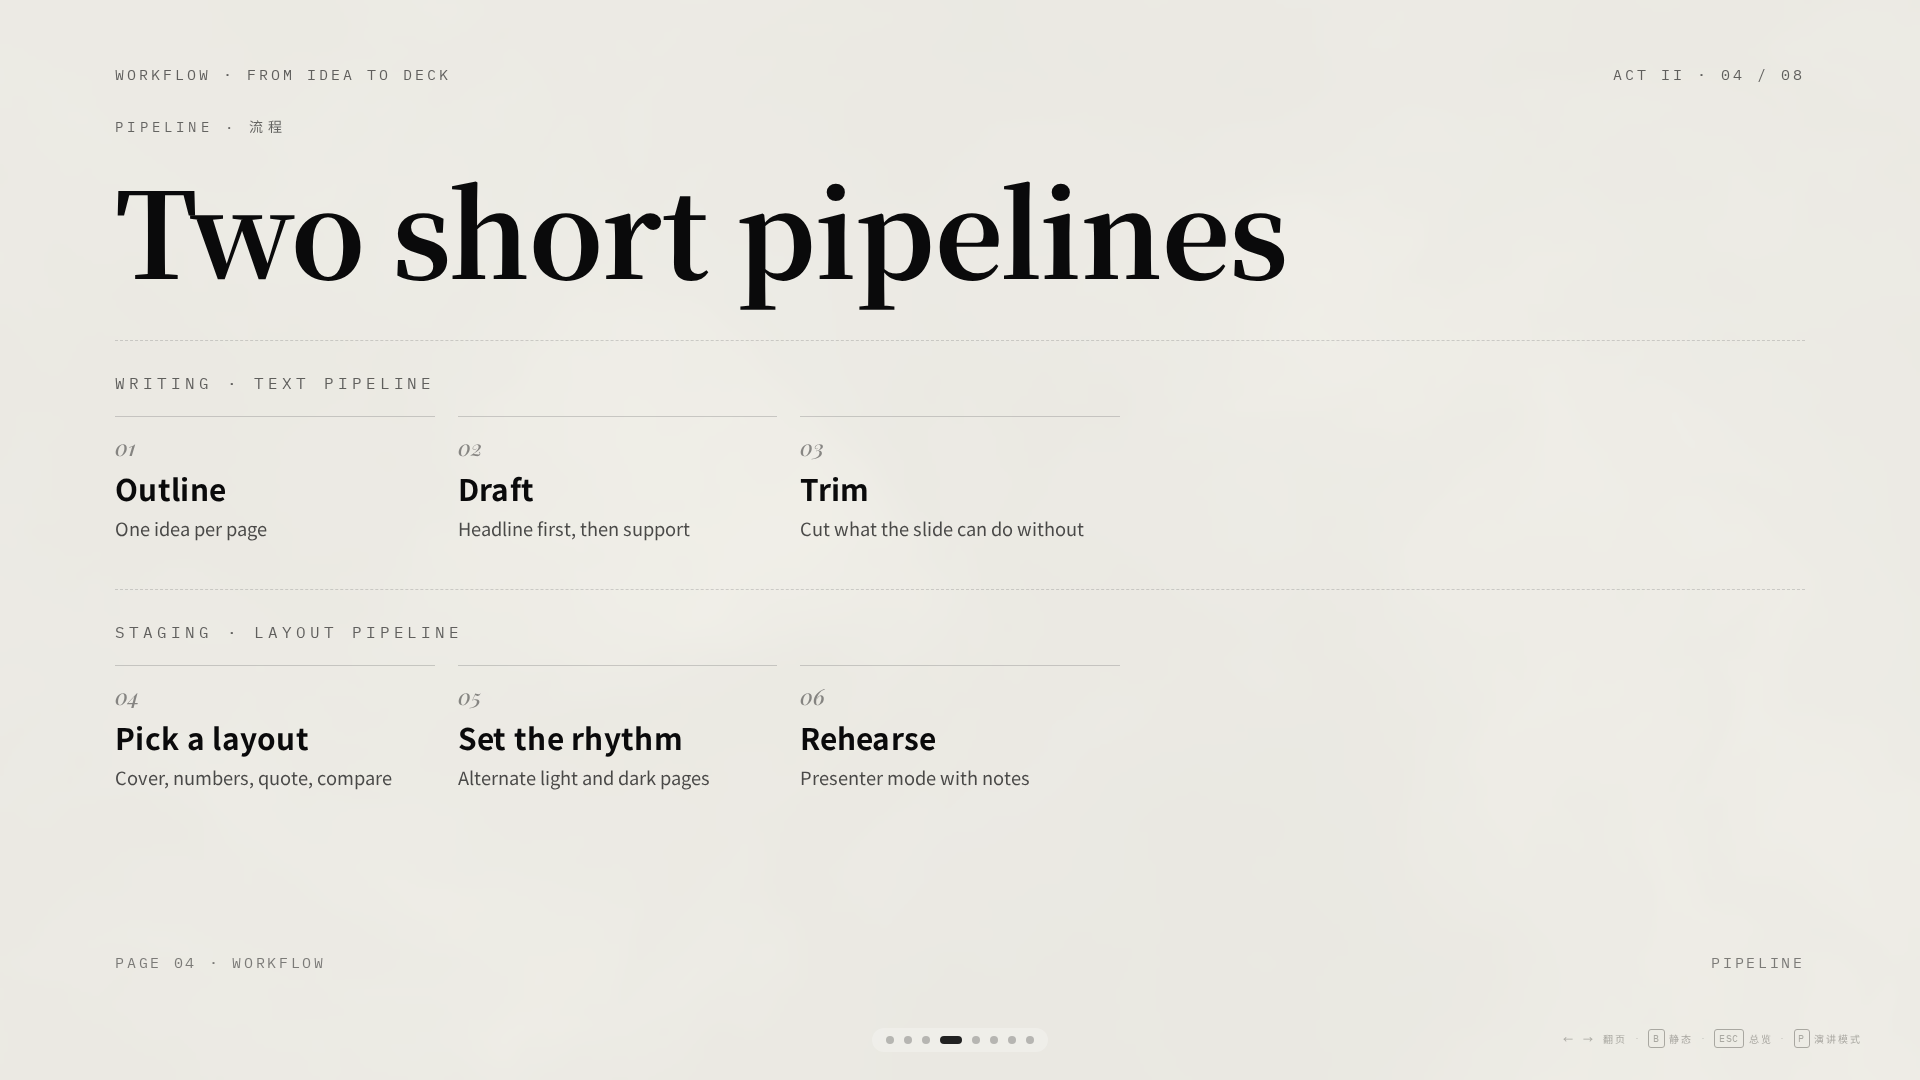 WORKFLOW · FROM IDEA TO DECK
ACT II · 04 / 08
PIPELINE · 流程
Two short pipelines
WRITING · TEXT PIPELINE
01
Outline
One idea per page
02
Draft
Headline first, then support
03
Trim
Cut what the slide can do without
STAGING · LAYOUT PIPELINE
04
Pick a layout
Cover, numbers, quote, compare
05
Set the rhythm
Alternate light and dark pages
06
Rehearse
Presenter mode with notes
PAGE 04 · WORKFLOW
PIPELINE
← → 翻页 · B 静态 · ESC 总览 · P 演讲模式